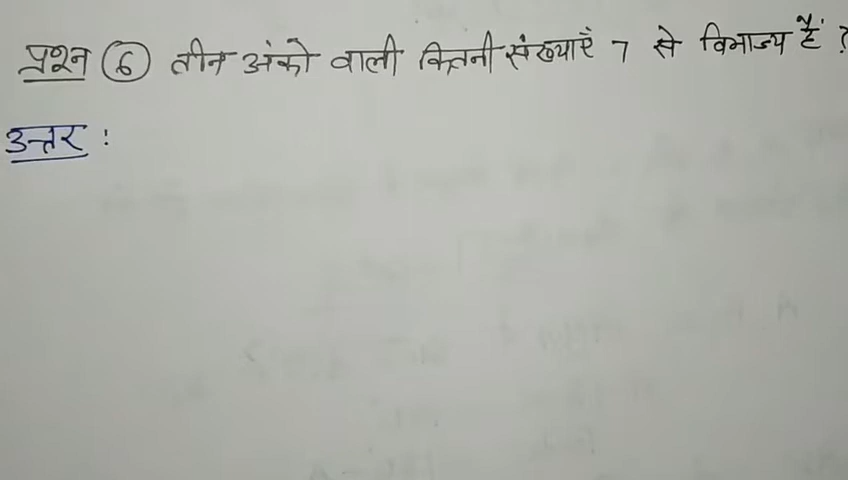 प्रश्न 6 तीन अंको वाली कितनी संख्याएँ 7 से विभाज्य हैं ?
उत्तर :